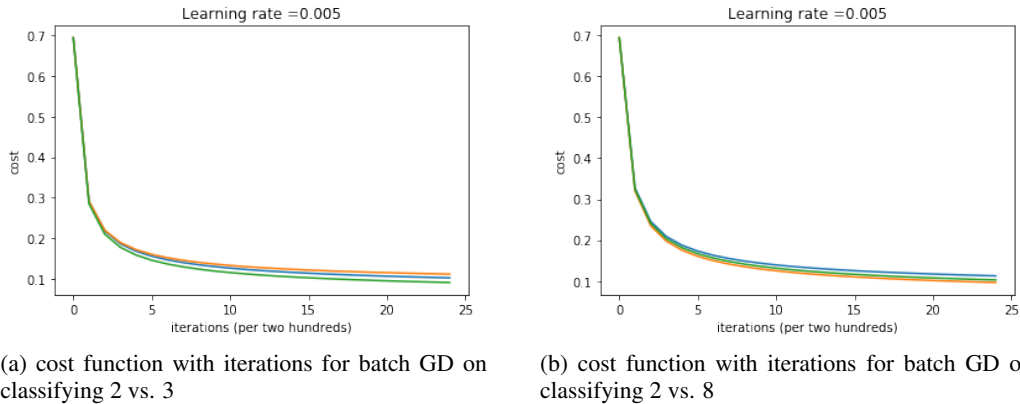 Learning rate =0.005
0.7
0.6
0.5
0.4
0.3
0.2
0.1
cost
0 5 10 15 20 25
iterations (per two hundreds)
(a) cost function with iterations for batch GD on
classifying 2 vs. 3
Learning rate =0.005
0.7
0.6
0.5
0.4
0.3
0.2
0.1
cost
0 5 10 15 20 25
iterations (per two hundreds)
(b) cost function with iterations for batch GD o
classifying 2 vs. 8